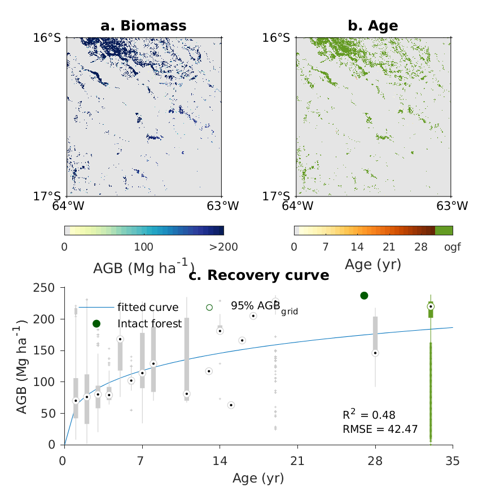 a. Biomass
b. Age
16°S
17°S
64°W
63°W
16°S
17°S
64°W
63°W
0 100 >200
AGB (Mg ha-1)
0 7 14 21 28 ogf
Age (yr)
c. Recovery curve
fitted curve
95% AGBgrid
Intact forest
250
200
150
100
50
0
AGB (Mg ha-1)
R2 = 0.48
RMSE = 42.47
0 7 14 21 28 35
Age (yr)